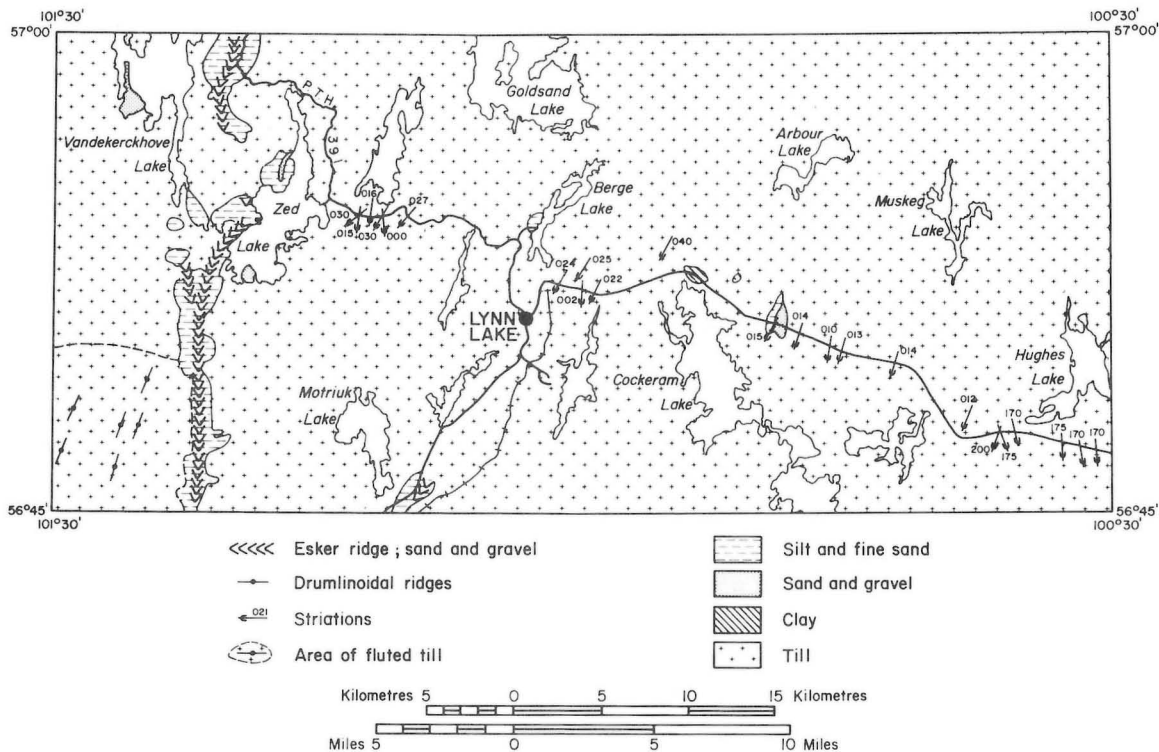 101°30'
100°30'
57°00'
57°00'
Goldsand
Lake
PTH
391
Vandekerckhove
Lake
Arbour
Lake
Berge
Lake
Muskeg
Lake
Zed
Lake
016
027
030
015
030
000
040
024
025
002
022
LYNN
LAKE
014
015
010
013
014
Hughes
Lake
Cockeram
Lake
Motriuk
Lake
012
170
200
175
175
170
170
56°45'
56°45'
101°30'
100°30'
Esker ridge ; sand and gravel
Silt and fine sand
Drumlinoidal ridges
Sand and gravel
021
Striations
Clay
Area of fluted till
Till
Kilometres 5 0 5 10 15 Kilometres
Miles 5 0 5 10 Miles